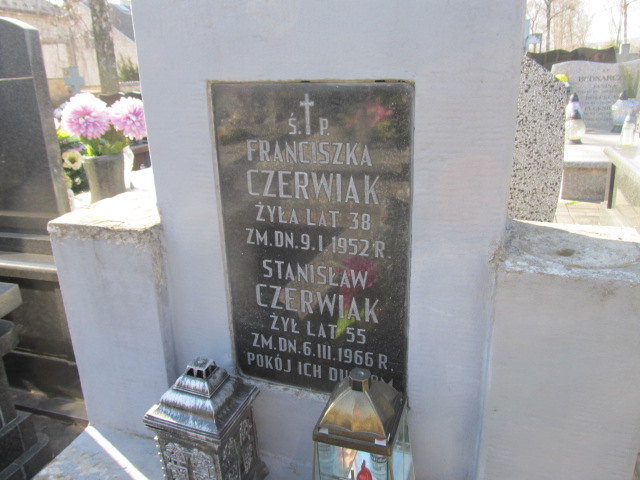 Ś. P.
FRANCISZKA
CZERWIAK
ŻYŁA LAT 38
ZM. DN. 9. I. 1952 R.
STANISŁAW
CZERWIAK
ŻYŁ LAT 55
ZM. DN. 6. III. 1966 R.
POKÓJ ICH